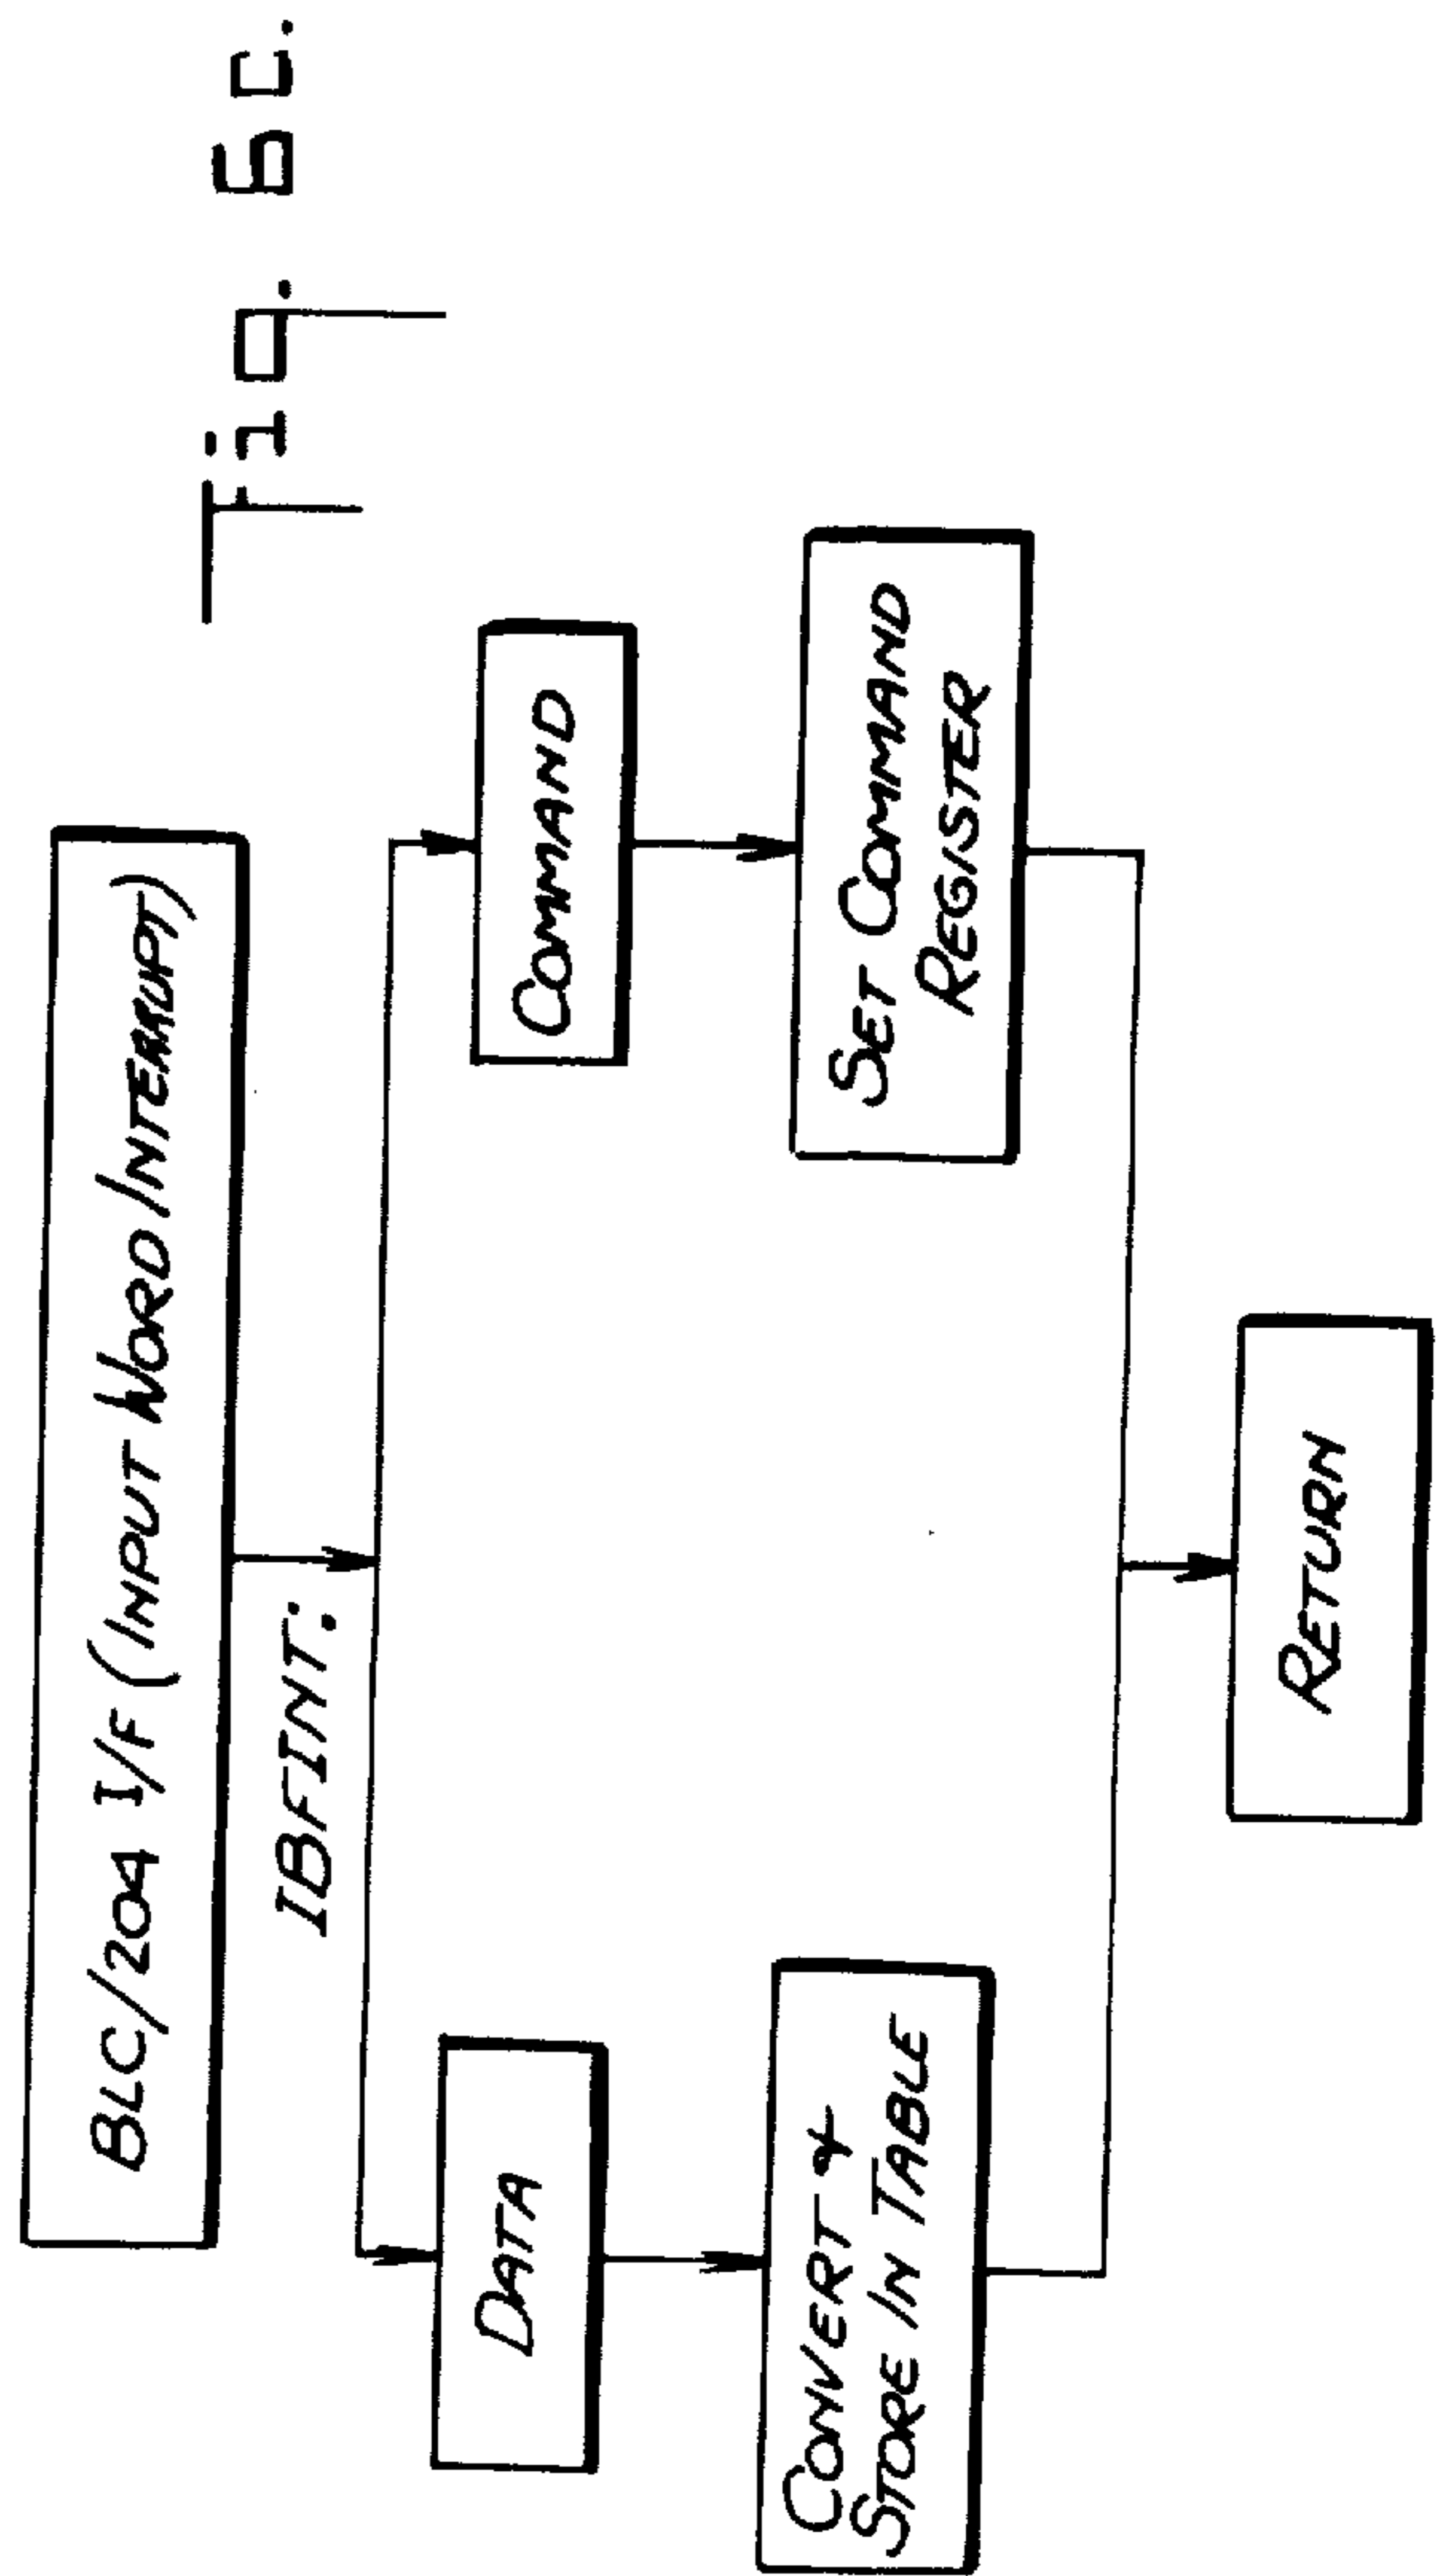 Fig. 6c.
BLC/204 I/F (INPUT WORD INTERRUPT)
IBFINT:
DATA
COMMAND
CONVERT &
STORE IN TABLE
SET COMMAND
REGISTER
RETURN